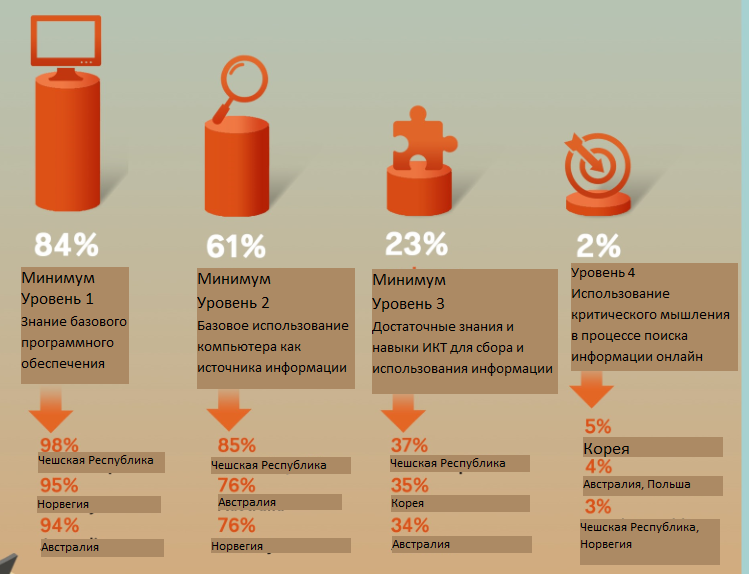 84%
Минимум
Уровень 1
Знание базового
программного
обеспечения
98%
Чешская Республика
95%
Норвегия
94%
Австралия
61%
Минимум
Уровень 2
Базовое использование
компьютера как
источника информации
85%
Чешская Республика
76%
Австралия
76%
Норвегия
23%
Минимум
Уровень 3
Достаточные знания и
навыки ИКТ для сбора и
использования информации
37%
Чешская Республика
35%
Корея
34%
Австралия
2%
Уровень 4
Использование
критического мышления
в процессе поиска
информации онлайн
5%
Корея
4%
Австралия, Польша
3%
Чешская Республика,
Норвегия